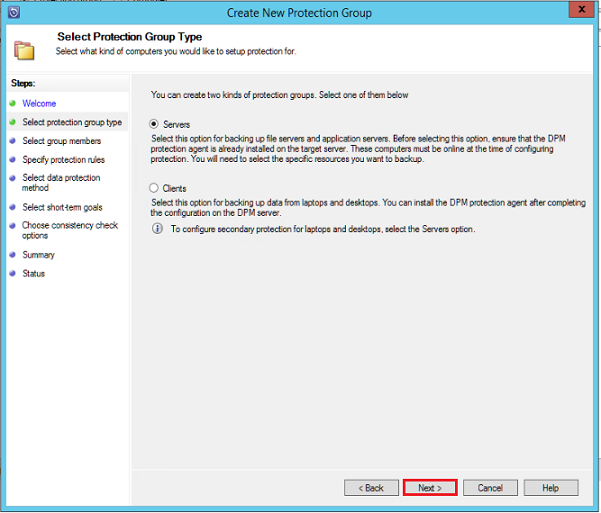 Create New Protection Group
x
Select Protection Group Type
Select what kind of computers you would like to setup protection for.
Steps:
Welcome
Select protection group type
Select group members
Specify protection rules
Select data protection
method
Select short-term goals
Choose consistency check
options
Summary
Status
You can create two kinds of protection groups. Select one of them below
Servers
Select this option for backing up file servers and application servers. Before selecting this option, ensure that the DPM
protection agent is already installed on the target server. These computers must be online at the time of configuring
protection. You will need to select the specific resources you want to backup.
Clients
Select this option for backing up data from laptops and desktops. You can install the DPM protection agent after completing
the configuration on the DPM server.
i
To configure secondary protection for laptops and desktops, select the Servers option.
< Back
Next >
Cancel
Help